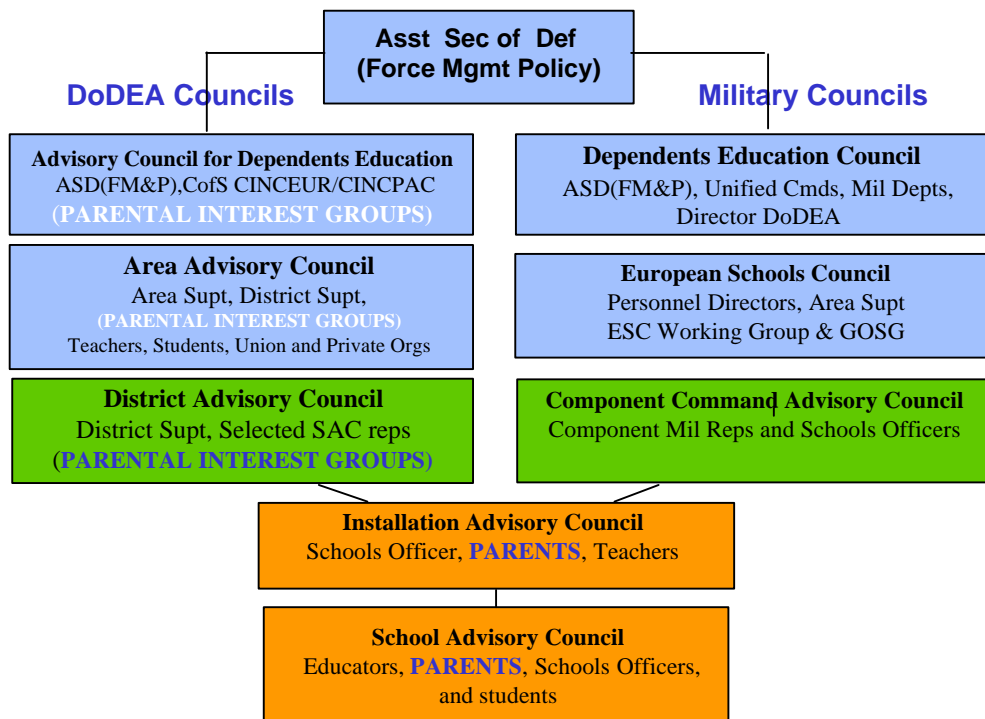 Asst Sec of Def
(Force Mgmt Policy)
DoDEA Councils
Military Councils
Advisory Council for Dependents Education
ASD(FM&P),CofS CINCEUR/CINCPAC
(PARENTAL INTEREST GROUPS)
Dependents Education Council
ASD(FM&P), Unified Cmds, Mil Depts,
Director DoDEA
Area Advisory Council
Area Supt, District Supt,
(PARENTAL INTEREST GROUPS)
Teachers, Students, Union and Private Orgs
European Schools Council
Personnel Directors, Area Supt
ESC Working Group & GOSG
District Advisory Council
District Supt, Selected SAC reps
(PARENTAL INTEREST GROUPS)
Component Command Advisory Council
Component Mil Reps and Schools Officers
Installation Advisory Council
Schools Officer, PARENTS, Teachers
School Advisory Council
Educators, PARENTS, Schools Officers,
and students